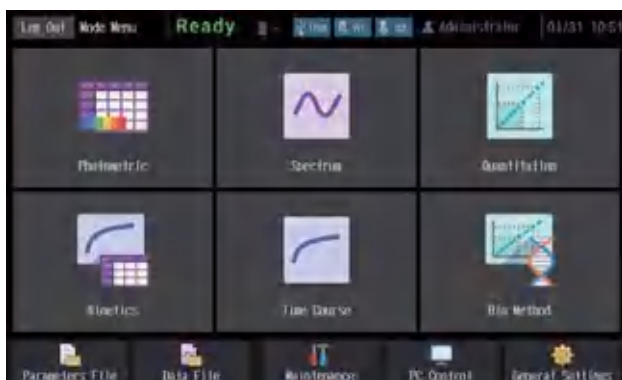 Log Out Mode Menu Ready Administrator
Photometric Spectrum Quantitation
Kinetics Time Course Bio Method
Parameters File Data File Maintenance PC Control General Settings